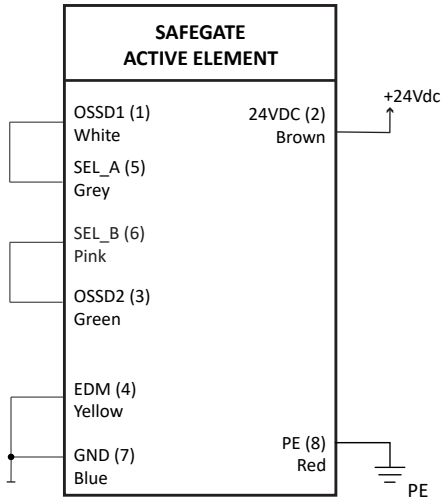 SAFEGATE
ACTIVE ELEMENT
OSSD1 (1)
White
SEL_A (5)
Grey
SEL_B (6)
Pink
OSSD2 (3)
Green
EDM (4)
Yellow
GND (7)
Blue
24VDC (2)
Brown
+24Vdc
PE (8)
Red
PE